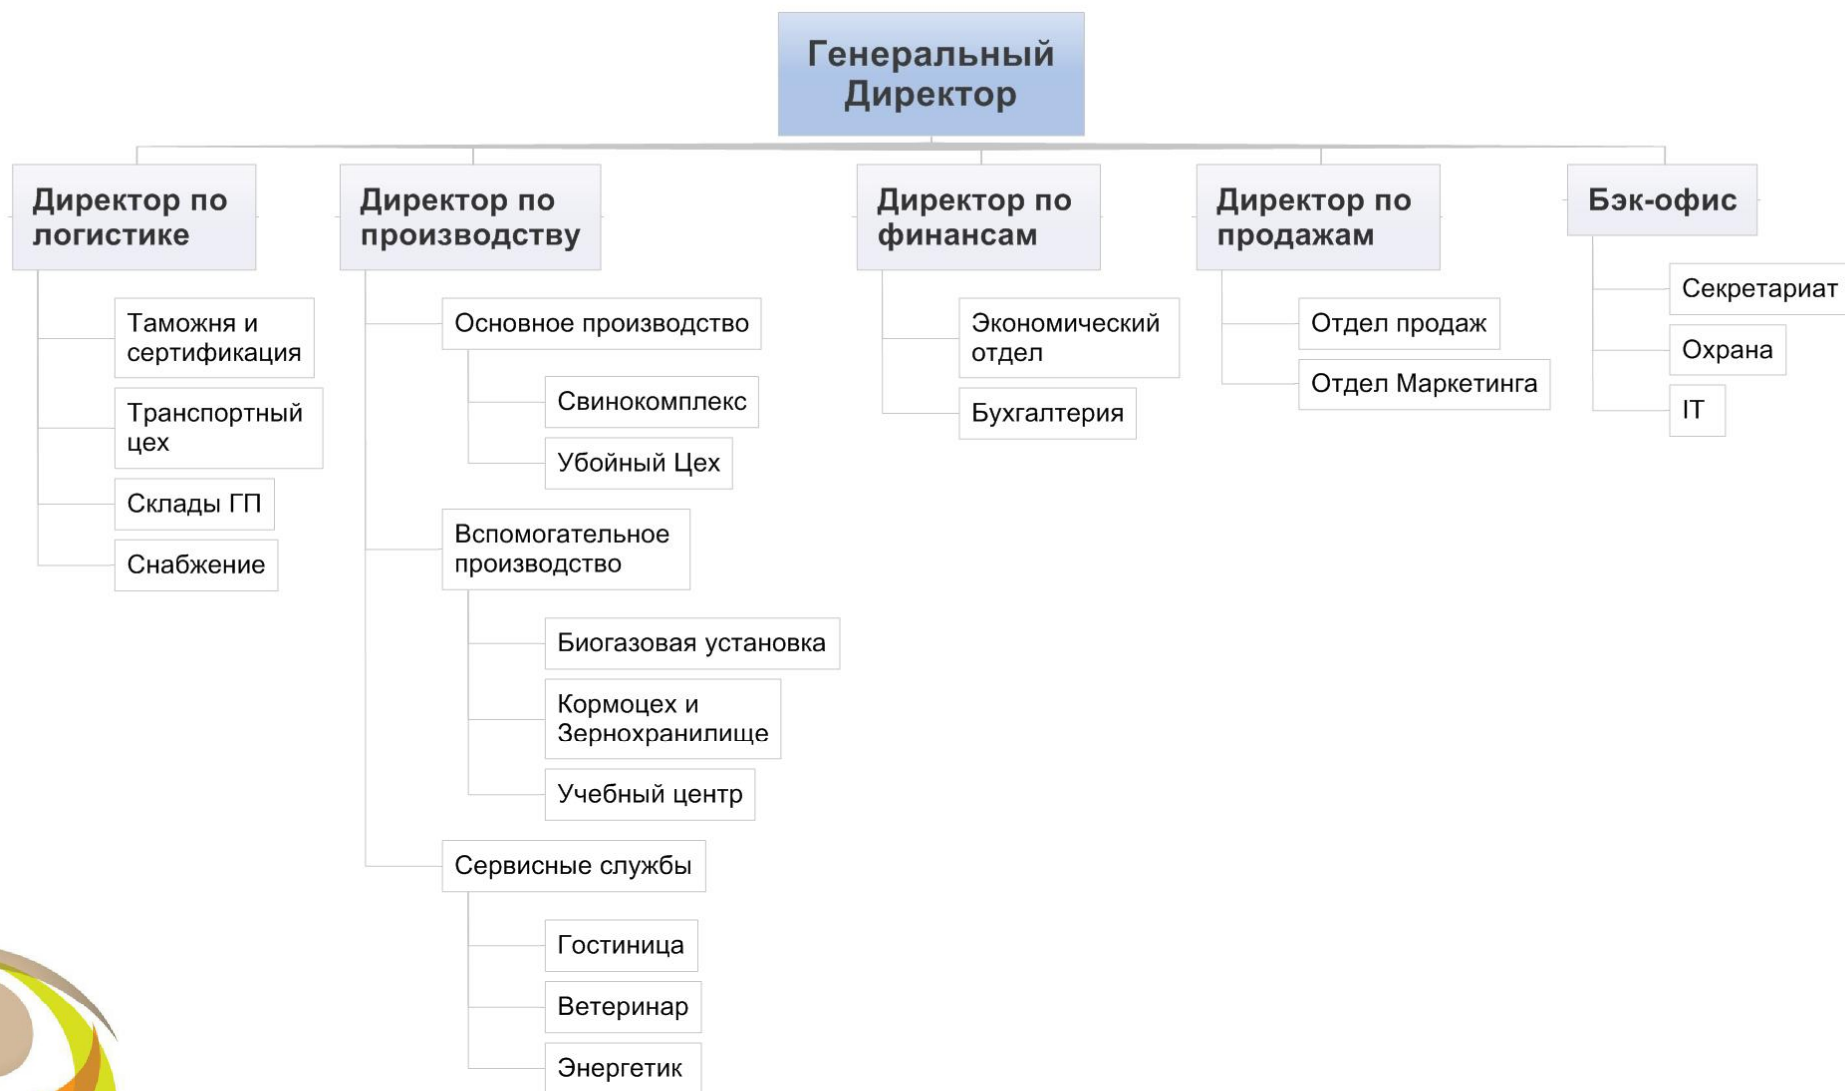 Генеральный
Директор
Директор по
логистике
Таможня и
сертификация
Транспортный
цех
Склады ГП
Снабжение
Директор по
производству
Основное производство
Свинокомплекс
Убойный Цех
Вспомогательное
производство
Биогазовая установка
Кормоцех и
Зернохранилище
Учебный центр
Сервисные службы
Гостиница
Ветеринар
Энергетик
Директор по
финансам
Экономический
отдел
Бухгалтерия
Директор по
продажам
Отдел продаж
Отдел Маркетинга
Бэк-офис
Секретариат
Охрана
IT